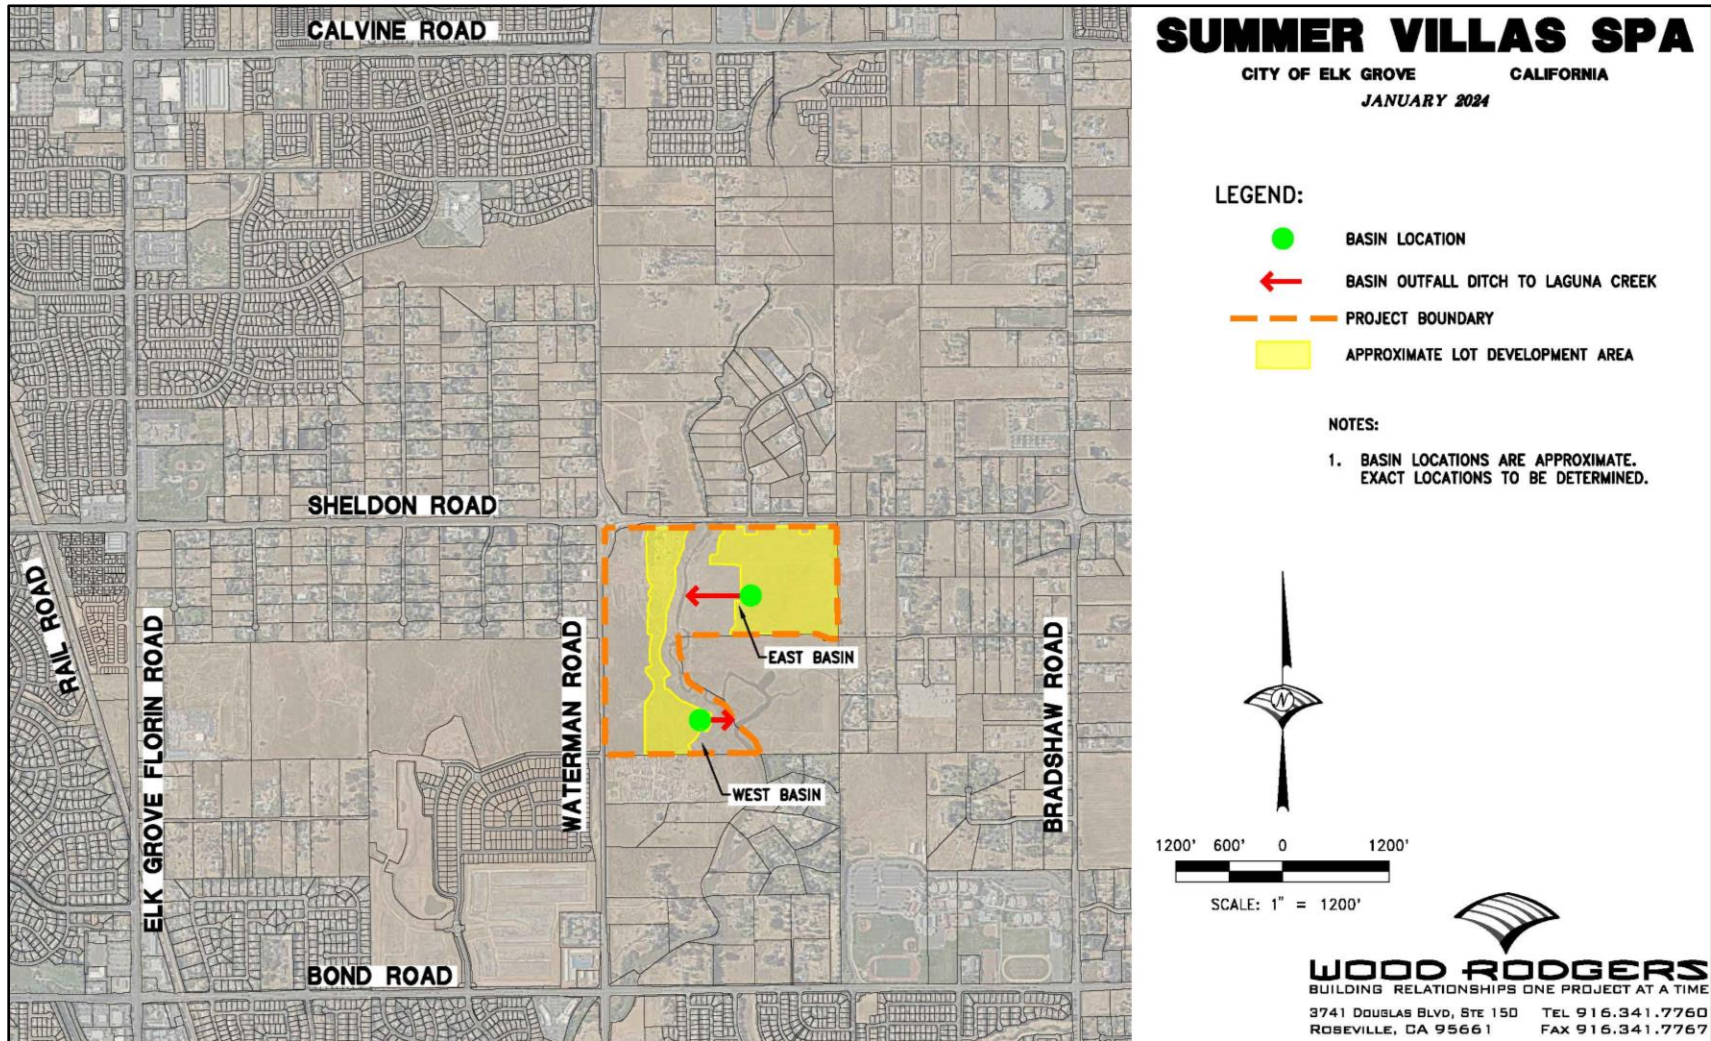 CALVINE ROAD
SHELDON ROAD
RAIL ROAD
ELK GROVE FLORIN ROAD
WATERMAN ROAD
BRADSHAW ROAD
EAST BASIN
WEST BASIN
BOND ROAD
SUMMER VILLAS SPA
CITY OF ELK GROVE CALIFORNIA
JANUARY 2024
LEGEND:
BASIN LOCATION
BASIN OUTFALL DITCH TO LAGUNA CREEK
PROJECT BOUNDARY
APPROXIMATE LOT DEVELOPMENT AREA
NOTES:
1. BASIN LOCATIONS ARE APPROXIMATE.
EXACT LOCATIONS TO BE DETERMINED.
N
1200' 600' 0 1200'
SCALE: 1" = 1200'
WOOD RODGERS
BUILDING RELATIONSHIPS ONE PROJECT AT A TIME
3741 DOUGLAS BLVD, STE 150 TEL 916.341.7760
ROSEVILLE, CA 95661 FAX 916.341.7767